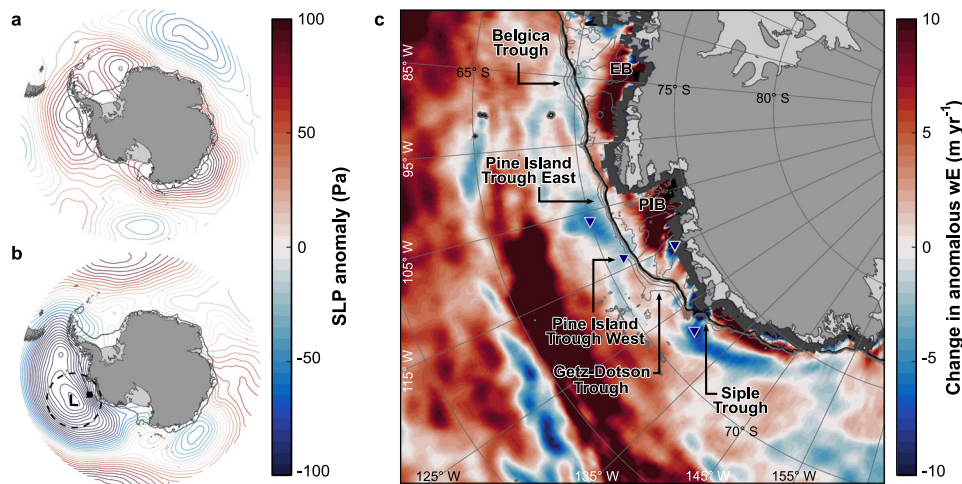 a
b
L
100
50
0
-50
-100
SLP anomaly (Pa)
c
Belgica
Trough
EB
85° W
65° S
75° S
80° S
95° W
Pine Island
Trough East
PIB
105° W
Pine Island
Trough West
Getz-Dotson
Trough
Siple
Trough
115° W
70° S
125° W
135° W
145° W
155° W
10
5
0
-5
-10
Change in anomalous wE (m yr⁻¹)